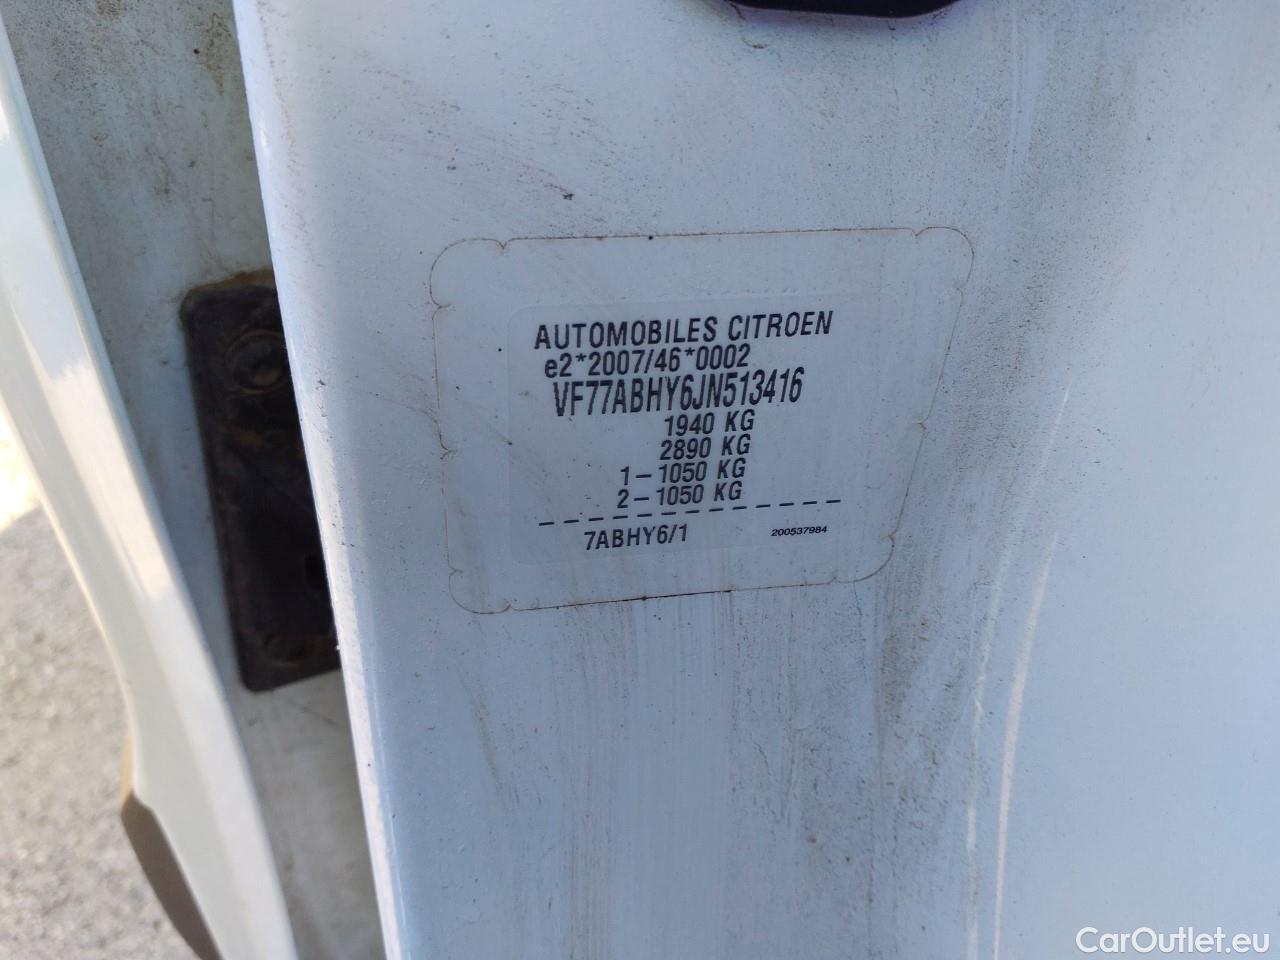 AUTOMOBILES CITROEN
e2*2007/46*0002
VF77ABHY6JN513416
1940 KG
2890 KG
1-1050 KG
2-1050 KG
7ABHY6/1 200537984
CarOutlet.eu